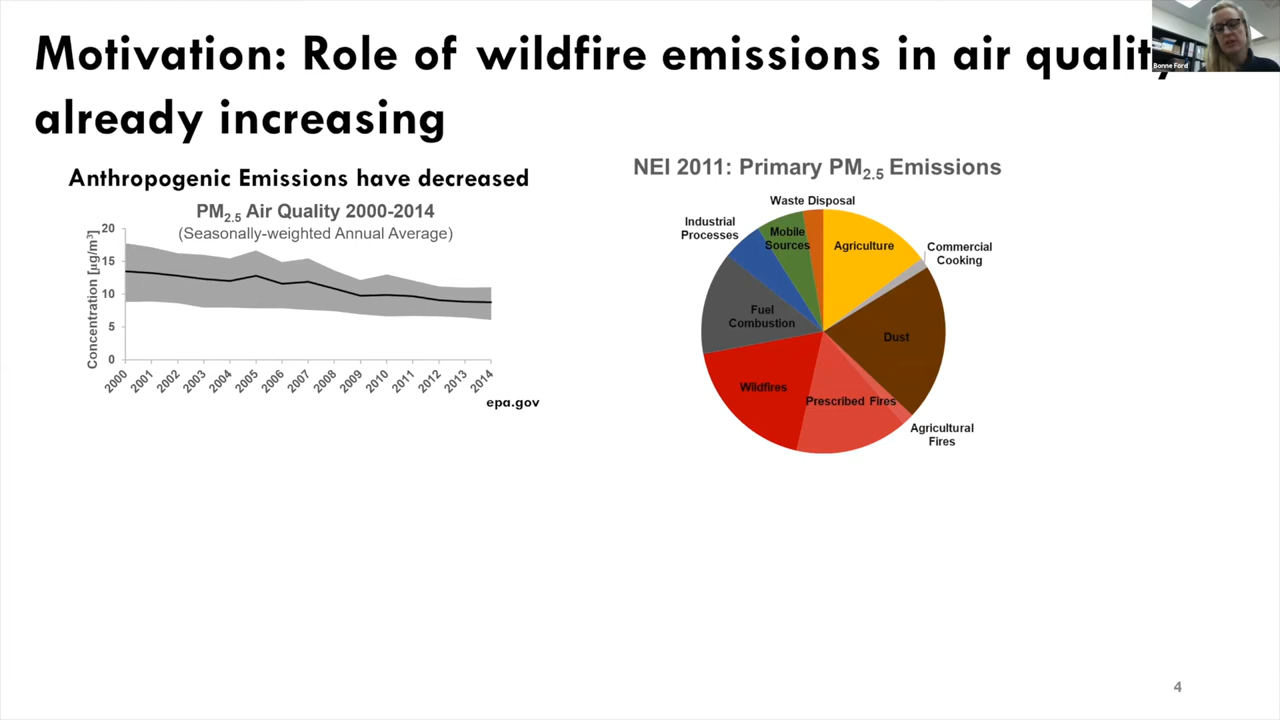 Motivation: Role of wildfire emissions in air quality
already increasing
Bonne Ford
Anthropogenic Emissions have decreased
PM2.5 Air Quality 2000-2014
(Seasonally-weighted Annual Average)
Concentration [µg/m³]
20
15
10
5
0
2000 2001 2002 2003 2004 2005 2006 2007 2008 2009 2010 2011 2012 2013 2014
epa.gov
NEI 2011: Primary PM2.5 Emissions
Waste Disposal
Industrial
Processes
Mobile
Sources
Agriculture
Commercial
Cooking
Fuel
Combustion
Dust
Wildfires
Prescribed Fires
Agricultural
Fires
4